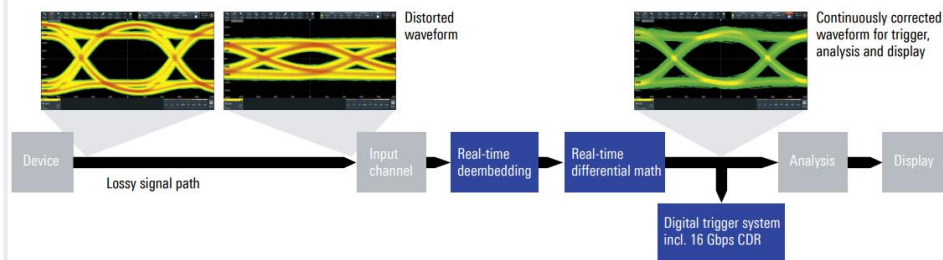 Distorted
waveform
Continuously corrected
waveform for trigger,
analysis and display
Device
Lossy signal path
Input
channel
Real-time
deembedding
Real-time
differential math
Analysis
Display
Digital trigger system
incl. 16 Gbps CDR